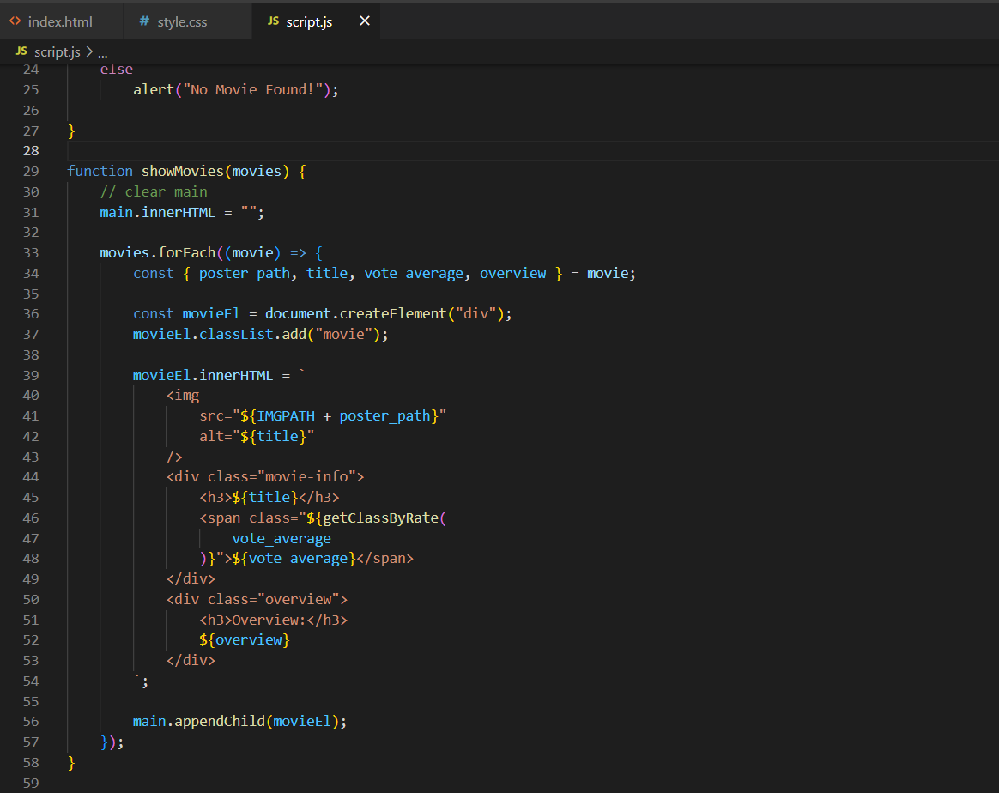 <> index.html # style.css JS script.js ×
JS script.js > ...
24 else
25 alert("No Movie Found!");
26
27 }
28
29 function showMovies(movies) {
30 // clear main
31 main.innerHTML = "";
32
33 movies.forEach((movie) => {
34 const { poster_path, title, vote_average, overview } = movie;
35
36 const movieEl = document.createElement("div");
37 movieEl.classList.add("movie");
38
39 movieEl.innerHTML = `
40 <img
41 src="${IMGPATH + poster_path}"
42 alt="${title}"
43 />
44 <div class="movie-info">
45 <h3>${title}</h3>
46 <span class="${getClassByRate(
47 vote_average
48 )}">${vote_average}</span>
49 </div>
50 <div class="overview">
51 <h3>Overview:</h3>
52 ${overview}
53 </div>
54 `;
55
56 main.appendChild(movieEl);
57 });
58 }
59